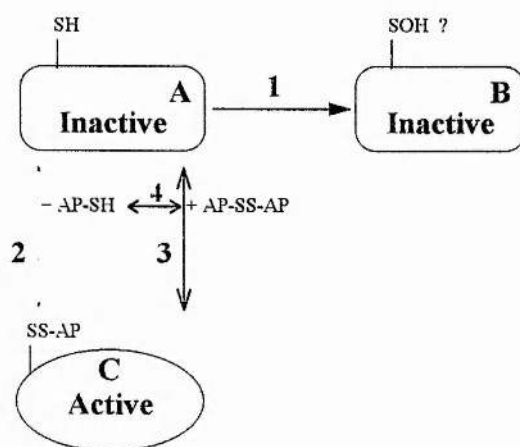 SH
A
Inactive
1
SOH ?
B
Inactive
− AP-SH
4
+ AP-SS-AP
2
3
SS-AP
C
Active